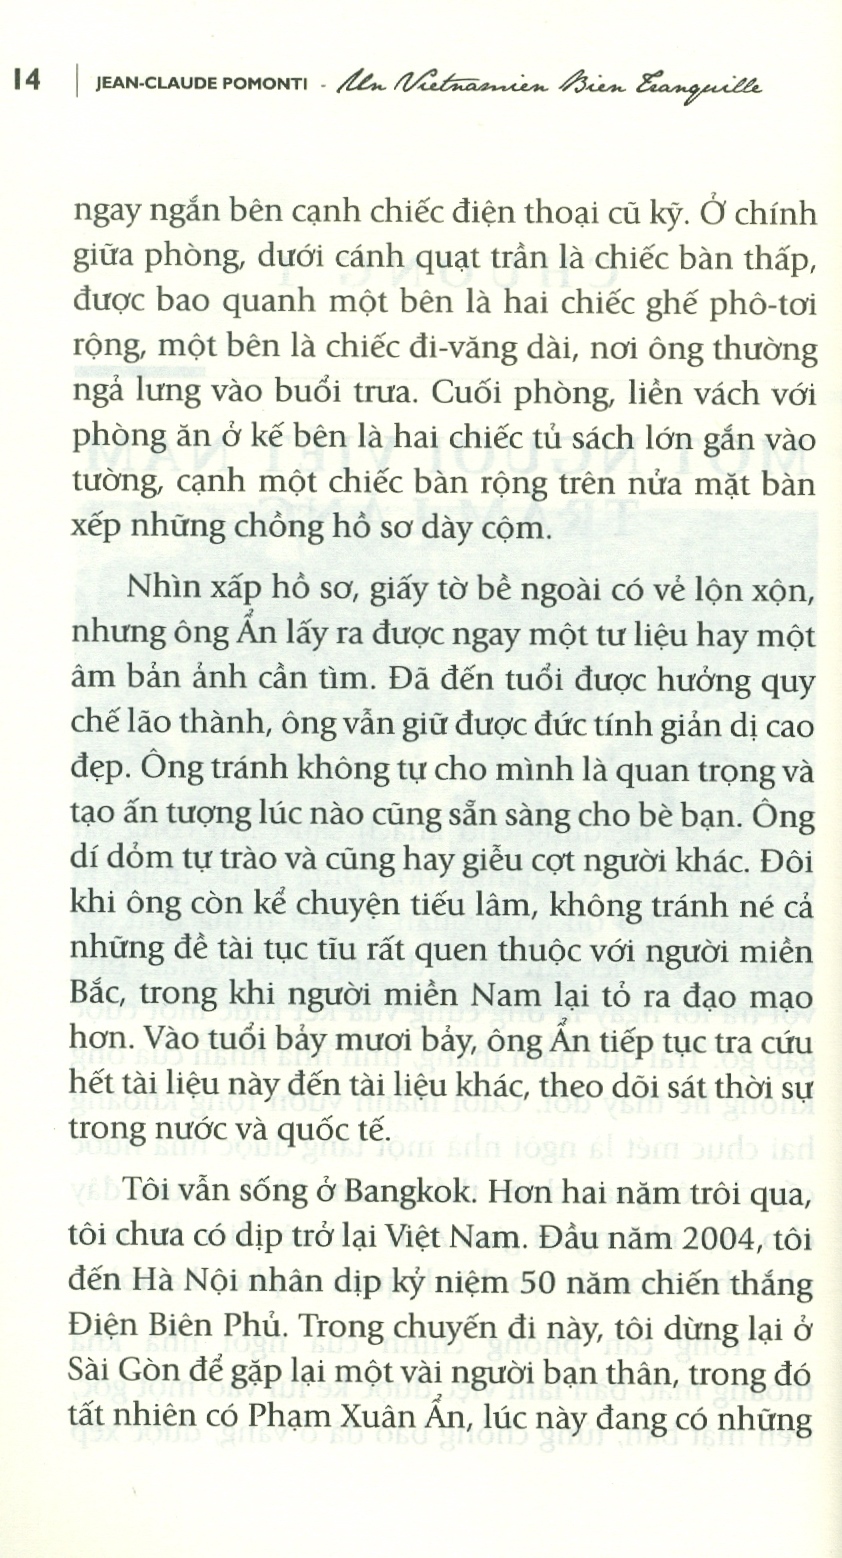 14 | JEAN-CLAUDE POMONTI - Un Vietnamien Bien Tranquille
ngay ngắn bên cạnh chiếc điện thoại cũ kỹ. Ở chính
giữa phòng, dưới cánh quạt trần là chiếc bàn thấp,
được bao quanh một bên là hai chiếc ghế phô-tơi
rộng, một bên là chiếc đi-văng dài, nơi ông thường
ngả lưng vào buổi trưa. Cuối phòng, liền vách với
phòng ăn ở kế bên là hai chiếc tủ sách lớn gắn vào
tường, cạnh một chiếc bàn rộng trên nửa mặt bàn
xếp những chồng hồ sơ dày cộm.
Nhìn xấp hồ sơ, giấy tờ bề ngoài có vẻ lộn xộn,
nhưng ông Ẩn lấy ra được ngay một tư liệu hay một
âm bản ảnh cần tìm. Đã đến tuổi được hưởng quy
chế lão thành, ông vẫn giữ được đức tính giản dị cao
đẹp. Ông tránh không tự cho mình là quan trọng và
tạo ấn tượng lúc nào cũng sẵn sàng cho bè bạn. Ông
dí dỏm tự trào và cũng hay giễu cợt người khác. Đôi
khi ông còn kể chuyện tiếu lâm, không tránh né cả
những đề tài tục tĩu rất quen thuộc với người miền
Bắc, trong khi người miền Nam lại tỏ ra đạo mạo
hơn. Vào tuổi bảy mươi bảy, ông Ẩn tiếp tục tra cứu
hết tài liệu này đến tài liệu khác, theo dõi sát thời sự
trong nước và quốc tế.
Tôi vẫn sống ở Bangkok. Hơn hai năm trôi qua,
tôi chưa có dịp trở lại Việt Nam. Đầu năm 2004, tôi
đến Hà Nội nhân dịp kỷ niệm 50 năm chiến thắng
Điện Biên Phủ. Trong chuyến đi này, tôi dừng lại ở
Sài Gòn để gặp lại một vài người bạn thân, trong đó
tất nhiên có Phạm Xuân Ẩn, lúc này đang có những